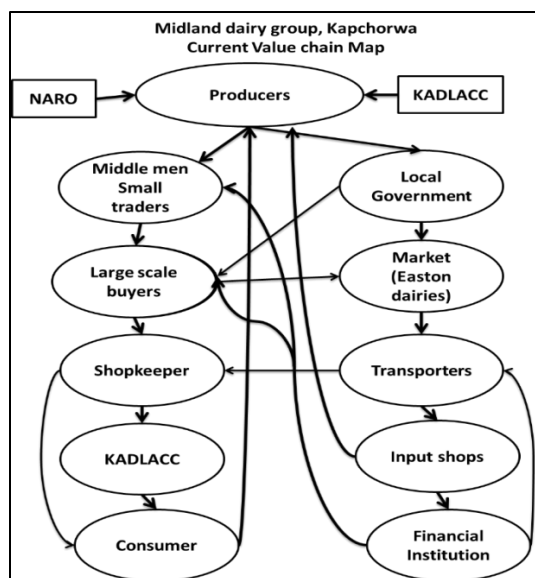 Midland dairy group, Kapchorwa
Current Value chain Map
NARO
Producers
KADLACC
Middle men
Small
traders
Local
Government
Large scale
buyers
Market
(Easton
dairies)
Shopkeeper
Transporters
KADLACC
Input shops
Consumer
Financial
Institution